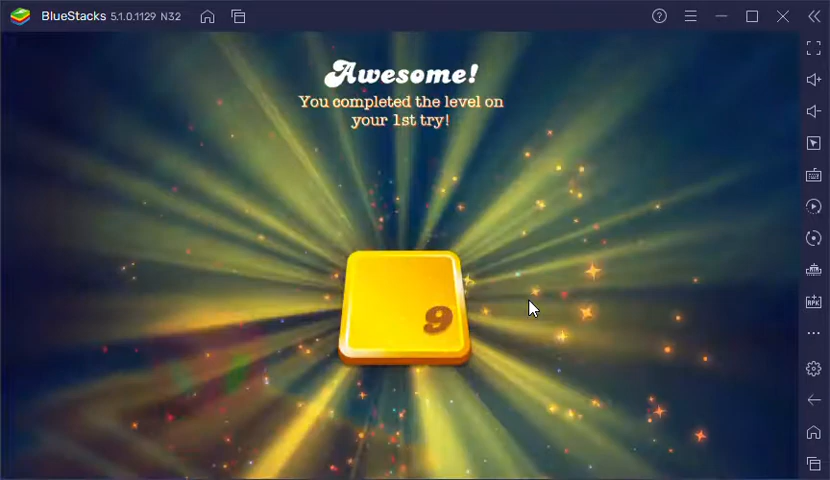 BlueStacks 5.1.0.1129 N32
Awesome!
You completed the level on
your 1st try!
9